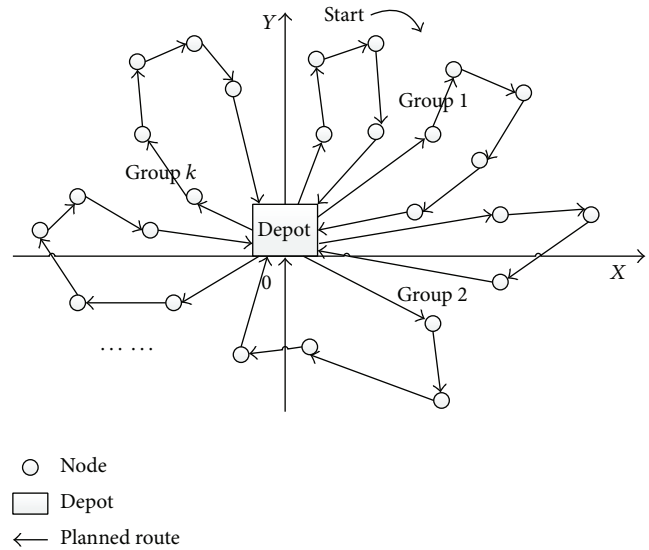 Y
Start
Group 1
Group k
Depot
X
0
Group 2
... ...
Node
Depot
Planned route